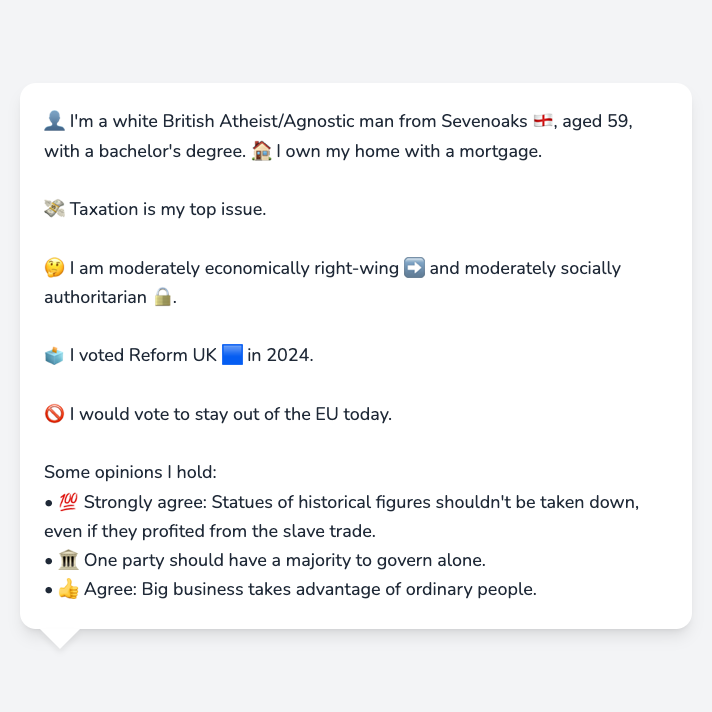 👤 I'm a white British Atheist/Agnostic man from Sevenoaks 🏴󠁧󠁢󠁥󠁮󠁧󠁿, aged 59,
with a bachelor's degree. 🏠 I own my home with a mortgage.
💸 Taxation is my top issue.
🤔 I am moderately economically right-wing ➡️ and moderately socially
authoritarian 🔒.
🗳️ I voted Reform UK 🟦 in 2024.
🚫 I would vote to stay out of the EU today.
Some opinions I hold:
• 💯 Strongly agree: Statues of historical figures shouldn't be taken down,
even if they profited from the slave trade.
• 🏛️ One party should have a majority to govern alone.
• 👍 Agree: Big business takes advantage of ordinary people.